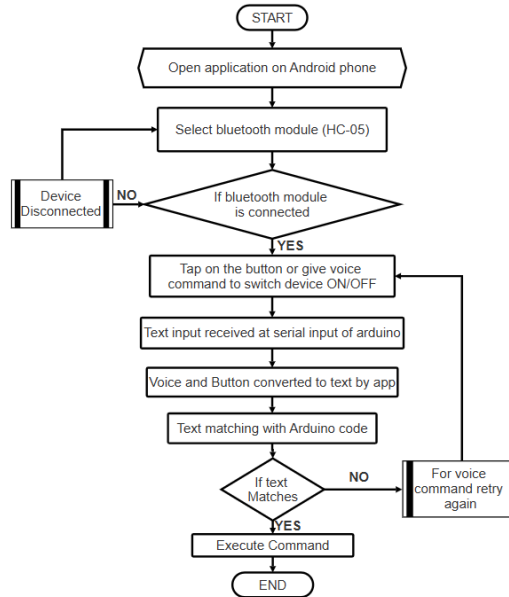 START
Open application on Android phone
Select bluetooth module (HC-05)
Device
Disconnected
NO
If bluetooth module
is connected
YES
Tap on the button or give voice
command to switch device ON/OFF
Text input received at serial input of arduino
Voice and Button converted to text by app
Text matching with Arduino code
If text
Matches
NO
For voice
command retry
again
YES
Execute Command
END